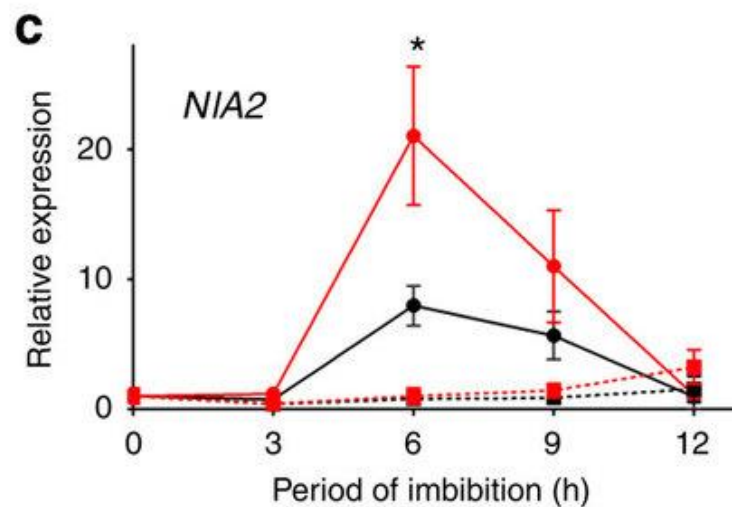 c
*
NIA2
Relative expression
20
10
0
0 3 6 9 12
Period of imbibition (h)